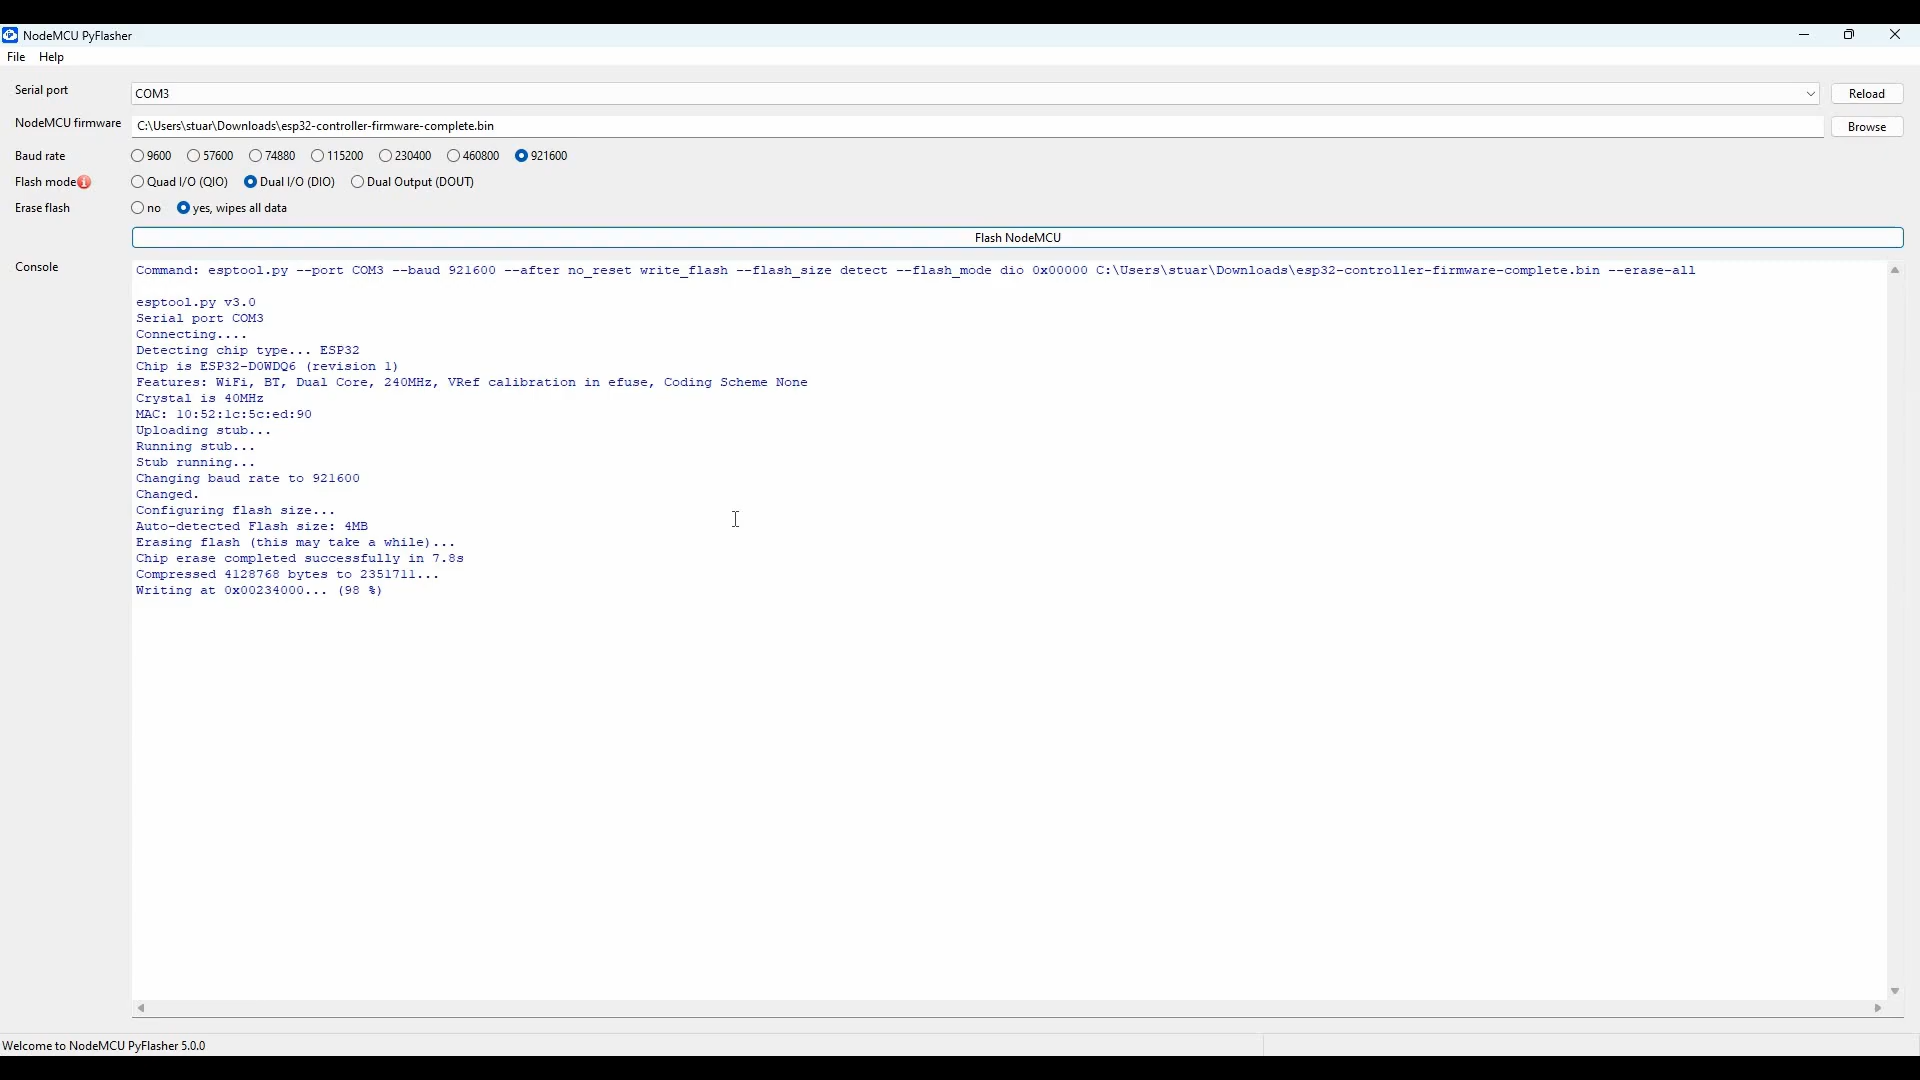 NodeMCU PyFlasher
File Help
Serial port COM3 Reload
NodeMCU firmware C:\Users\stuar\Downloads\esp32-controller-firmware-complete.bin Browse
Baud rate 9600 57600 74880 115200 230400 460800 921600
Flash mode Quad I/O (QIO) Dual I/O (DIO) Dual Output (DOUT)
Erase flash no yes, wipes all data
Flash NodeMCU
Console
Command: esptool.py --port COM3 --baud 921600 --after no_reset write_flash --flash_size detect --flash_mode dio 0x00000 C:\Users\stuar\Downloads\esp32-controller-firmware-complete.bin --erase-all
esptool.py v3.0
Serial port COM3
Connecting....
Detecting chip type... ESP32
Chip is ESP32-D0WDQ6 (revision 1)
Features: WiFi, BT, Dual Core, 240MHz, VRef calibration in efuse, Coding Scheme None
Crystal is 40MHz
MAC: 10:52:1c:5c:ed:90
Uploading stub...
Running stub...
Stub running...
Changing baud rate to 921600
Changed.
Configuring flash size...
Auto-detected Flash size: 4MB
Erasing flash (this may take a while)...
Chip erase completed successfully in 7.8s
Compressed 4128768 bytes to 2351711...
Writing at 0x00234000... (98 %)
Welcome to NodeMCU PyFlasher 5.0.0